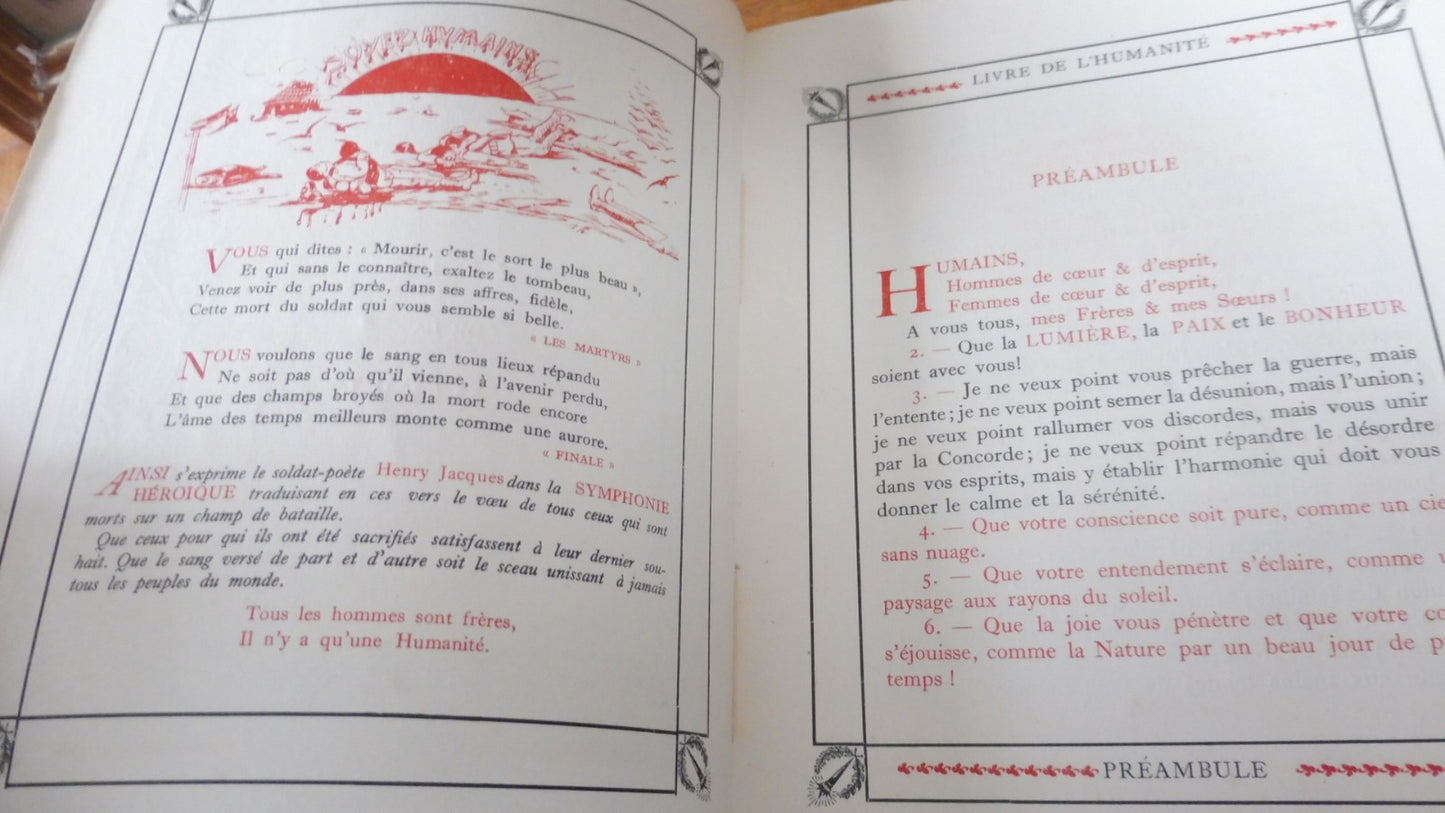 SOYEZ HUMAINS
VOUS qui dites : « Mourir, c'est le sort le plus beau »,
Et qui sans le connaître, exaltez le tombeau,
Venez voir de plus près, dans ses affres, fidèle,
Cette mort du soldat qui vous semble si belle.
« LES MARTYRS »
NOUS voulons que le sang en tous lieux répandu
Ne soit pas d'où qu'il vienne, à l'avenir perdu,
Et que des champs broyés où la mort rode encore
L'âme des temps meilleurs monte comme une aurore.
« FINALE »
AINSI s'exprime le soldat-poète Henry Jacques dans la SYMPHONIE
HÉROIQUE traduisant en ces vers le vœu de tous ceux qui sont
morts sur un champ de bataille.
Que ceux pour qui ils ont été sacrifiés satisfassent à leur dernier sou-
hait. Que le sang versé de part et d'autre soit le sceau unissant à jamais
tous les peuples du monde.
Tous les hommes sont frères,
Il n'y a qu'une Humanité.
LIVRE DE L'HUMANITÉ
PRÉAMBULE
HUMAINS,
Hommes de cœur & d'esprit,
Femmes de cœur & d'esprit,
A vous tous, mes Frères & mes Sœurs !
2. — Que la LUMIÈRE, la PAIX et le BONHEUR
soient avec vous!
3. — Je ne veux point vous prêcher la guerre, mais
l'entente; je ne veux point semer la désunion, mais l'union;
je ne veux point rallumer vos discordes, mais vous unir
par la Concorde; je ne veux point répandre le désordre
dans vos esprits, mais y établir l'harmonie qui doit vous
donner le calme et la sérénité.
4. — Que votre conscience soit pure, comme un cie
sans nuage.
5. — Que votre entendement s'éclaire, comme u
paysage aux rayons du soleil.
6. — Que la joie vous pénètre et que votre co
s'éjouisse, comme la Nature par un beau jour de p
temps !
PRÉAMBULE